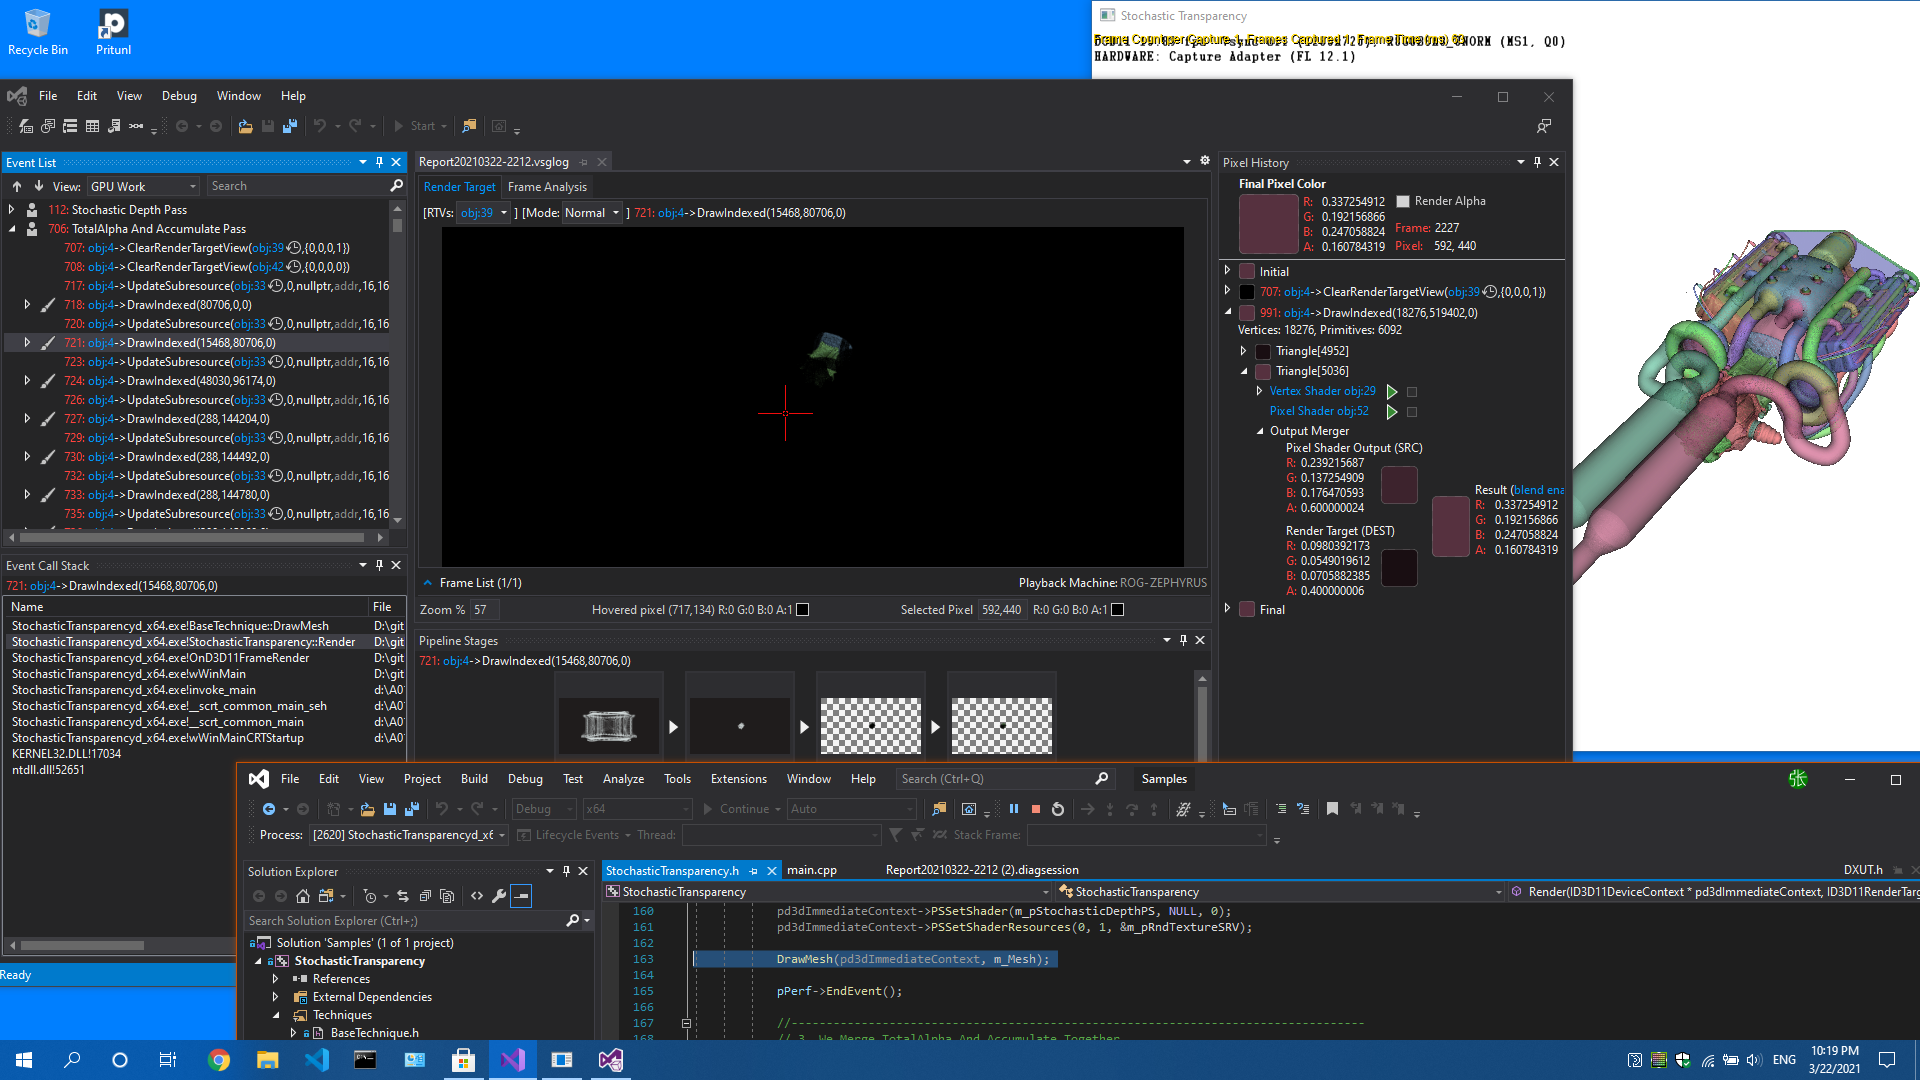 Recycle Bin
Pritunl
Stochastic Transparency
HARDWARE: Capture Adapter (FL 12.1)
File Edit View Debug Window Help
Start
Event List
View: GPU Work Search
112: Stochastic Depth Pass
706: TotalAlpha And Accumulate Pass
707: obj:4->ClearRenderTargetView(obj:39,{0,0,0,1})
708: obj:4->ClearRenderTargetView(obj:42,{0,0,0,0})
717: obj:4->UpdateSubresource(obj:33,0,nullptr,addr,16,16
718: obj:4->DrawIndexed(80706,0,0)
720: obj:4->UpdateSubresource(obj:33,0,nullptr,addr,16,16
721: obj:4->DrawIndexed(15468,80706,0)
723: obj:4->UpdateSubresource(obj:33,0,nullptr,addr,16,16
724: obj:4->DrawIndexed(48030,96174,0)
726: obj:4->UpdateSubresource(obj:33,0,nullptr,addr,16,16
727: obj:4->DrawIndexed(288,144204,0)
729: obj:4->UpdateSubresource(obj:33,0,nullptr,addr,16,16
730: obj:4->DrawIndexed(288,144492,0)
732: obj:4->UpdateSubresource(obj:33,0,nullptr,addr,16,16
733: obj:4->DrawIndexed(288,144780,0)
735: obj:4->UpdateSubresource(obj:33,0,nullptr,addr,16,16
Event Call Stack
721: obj:4->DrawIndexed(15468,80706,0)
Name File
StochasticTransparencyd_x64.exe!BaseTechnique::DrawMesh D:\git
StochasticTransparencyd_x64.exe!StochasticTransparency::Render D:\git
StochasticTransparencyd_x64.exe!OnD3D11FrameRender D:\git
StochasticTransparencyd_x64.exe!wWinMain D:\git
StochasticTransparencyd_x64.exe!invoke_main d:\A0
StochasticTransparencyd_x64.exe!__scrt_common_main_seh d:\A0
StochasticTransparencyd_x64.exe!__scrt_common_main d:\A0
StochasticTransparencyd_x64.exe!wWinMainCRTStartup d:\A0
KERNEL32.DLL!17034
ntdll.dll!52651
Ready
Report20210322-2212.vsglog
Render Target Frame Analysis
[RTVs: obj:39 ] [Mode: Normal ] 721: obj:4->DrawIndexed(15468,80706,0)
Frame List (1/1) Playback Machine: ROG-ZEPHYRUS
Zoom % 57 Hovered pixel (717,134) R:0 G:0 B:0 A:1 Selected Pixel 592,440 R:0 G:0 B:0 A:1
Pipeline Stages
721: obj:4->DrawIndexed(15468,80706,0)
Pixel History
Final Pixel Color
R: 0.337254912 Render Alpha
G: 0.192156866
B: 0.247058824 Frame: 2227
A: 0.160784319 Pixel: 592, 440
Initial
707: obj:4->ClearRenderTargetView(obj:39,{0,0,0,1})
991: obj:4->DrawIndexed(18276,519402,0)
Vertices: 18276, Primitives: 6092
Triangle[4952]
Triangle[5036]
Vertex Shader obj:29
Pixel Shader obj:52
Output Merger
Pixel Shader Output (SRC)
R: 0.239215687
G: 0.137254909
B: 0.176470593
A: 0.600000024
Render Target (DEST)
R: 0.0980392173
G: 0.0549019612
B: 0.0705882385
A: 0.400000006
Result (blend ena
R: 0.337254912
G: 0.192156866
B: 0.247058824
A: 0.160784319
Final
File Edit View Project Build Debug Test Analyze Tools Extensions Window Help Search (Ctrl+Q) Samples 张
Debug x64 Continue Auto
Process: [2620] StochasticTransparencyd_x6 Lifecycle Events Thread: Stack Frame:
Solution Explorer
Search Solution Explorer (Ctrl+;)
Solution 'Samples' (1 of 1 project)
StochasticTransparency
References
External Dependencies
Techniques
BaseTechnique.h
StochasticTransparency.h main.cpp Report20210322-2212 (2).diagsession DXUT.h
StochasticTransparency StochasticTransparency Render(ID3D11DeviceContext * pd3dImmediateContext, ID3D11RenderTarg
160 pd3dImmediateContext->PSSetShader(m_pStochasticDepthPS, NULL, 0);
161 pd3dImmediateContext->PSSetShaderResources(0, 1, &m_pRndTextureSRV);
162
163 DrawMesh(pd3dImmediateContext, m_Mesh);
164
165 pPerf->EndEvent();
166
167 //------------------------------------------------------------------------
168 // 3. We Merge TotalAlpha And Accumulate Together
ENG
10:19 PM
3/22/2021